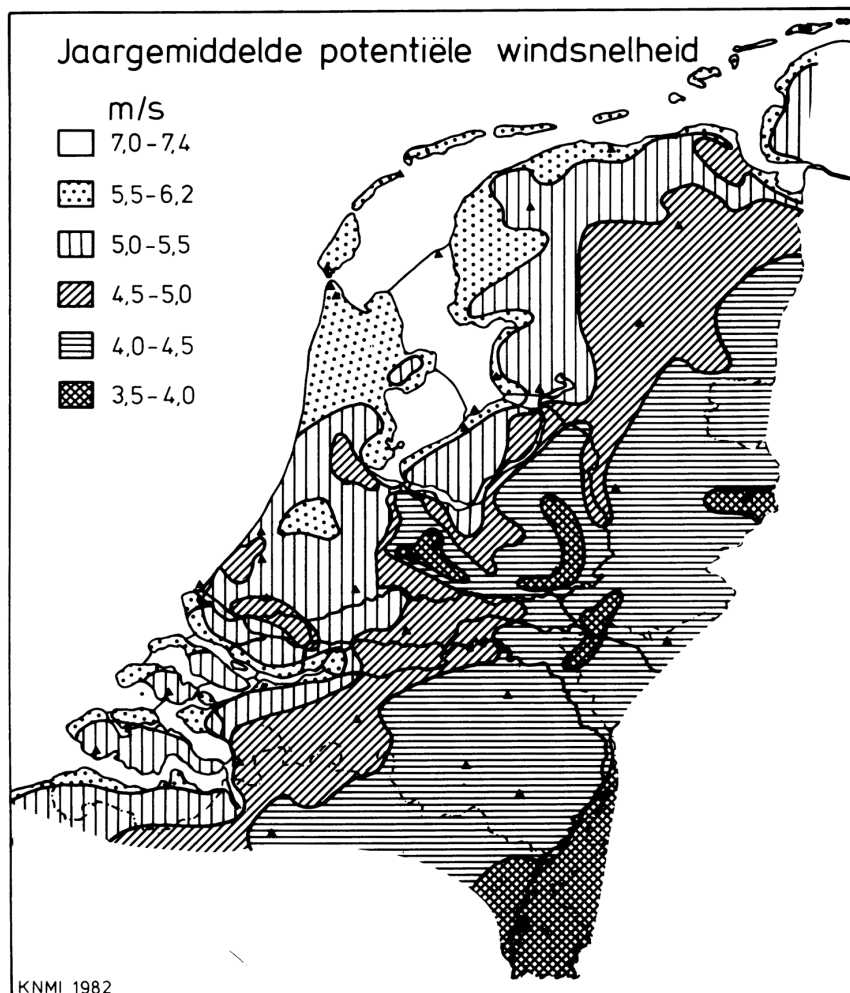 Jaargemiddelde potentiële windsnelheid
m/s
7,0-7,4
5,5-6,2
5,0-5,5
4,5-5,0
4,0-4,5
3,5-4,0
KNMI 1982